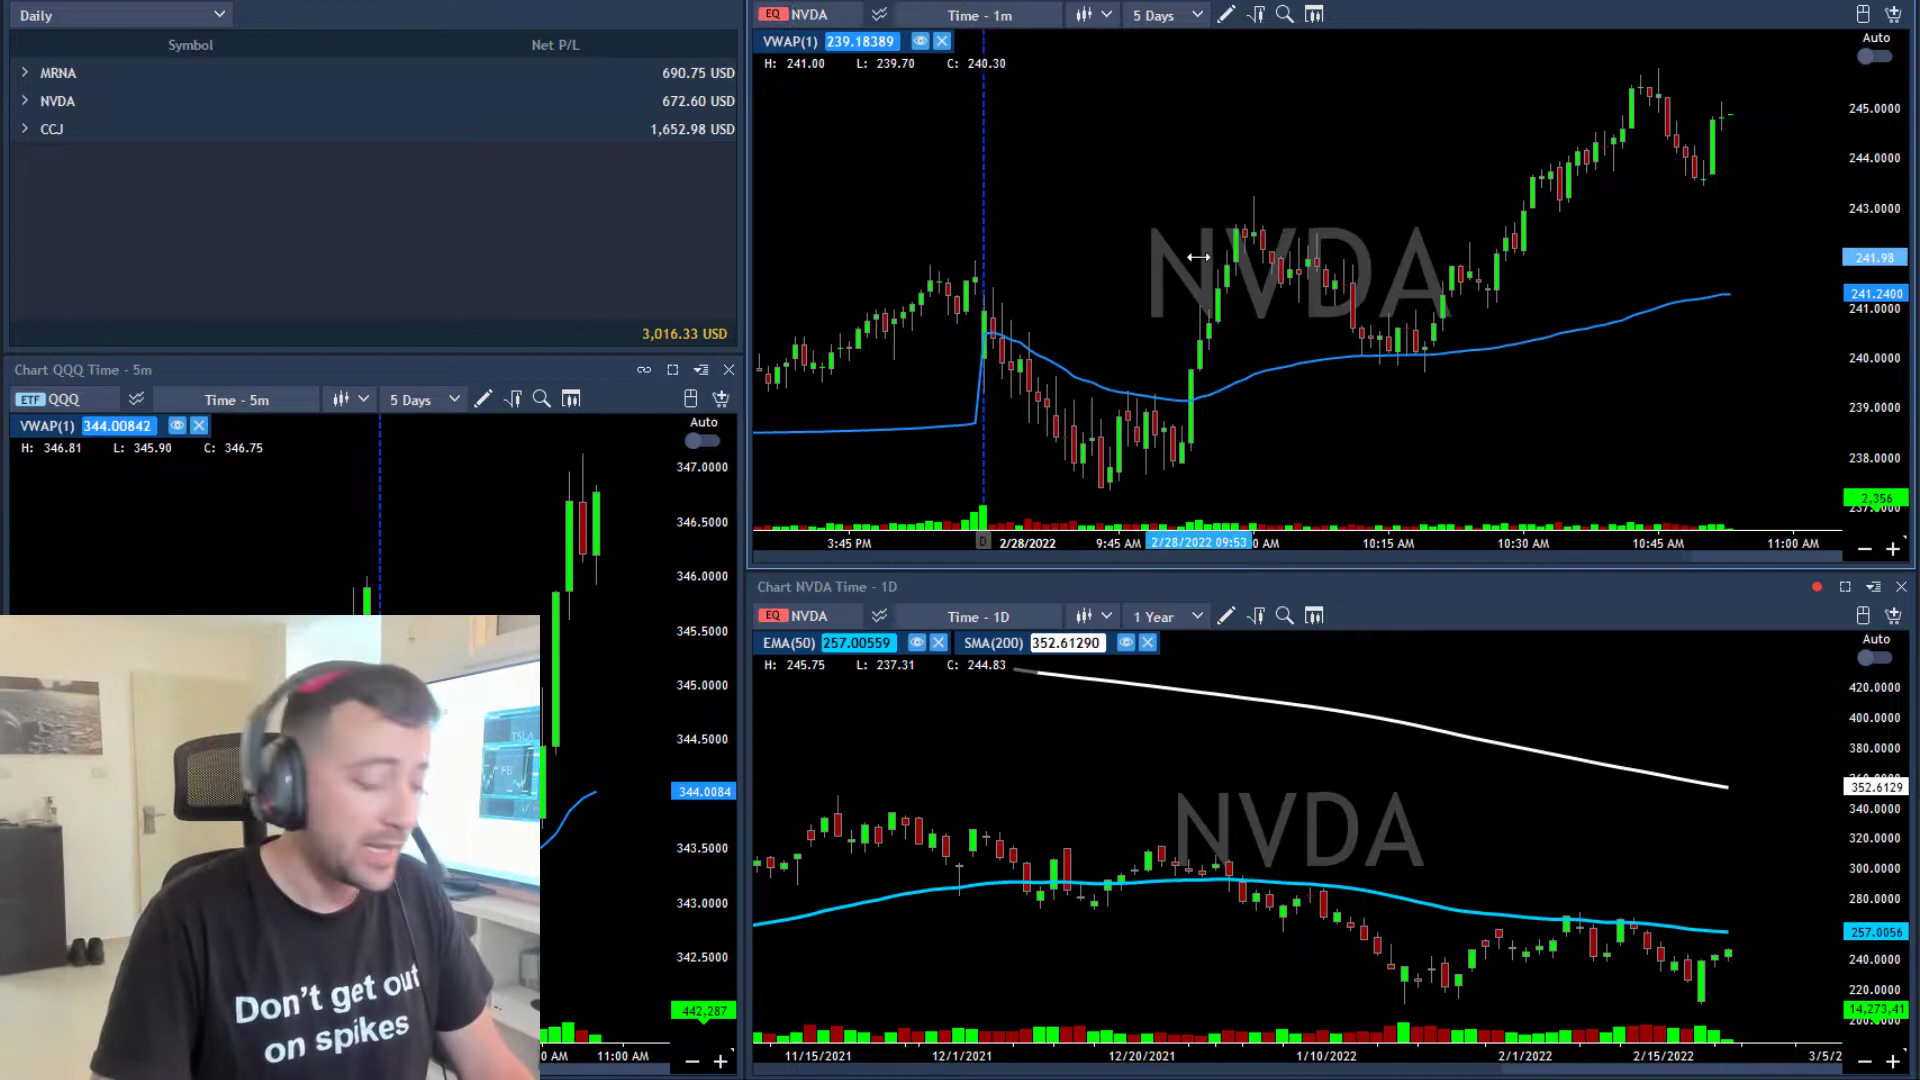 Daily
Symbol Net P/L
MRNA 690.75 USD
NVDA 672.60 USD
CCJ 1,652.98 USD
3,016.33 USD
Chart QQQ Time - 5m
ETF QQQ Time - 5m 5 Days
VWAP(1) 344.00842 Auto
H: 346.81 L: 345.90 C: 346.75
347.0000
346.5000
346.0000
345.5000
345.0000
344.5000
344.0084
343.5000
343.0000
342.5000
442,287
0 AM 11:00 AM
TSLA
Don't get out
on spikes
EQ NVDA Time - 1m 5 Days
VWAP(1) 239.18389 Auto
H: 241.00 L: 239.70 C: 240.30
NVDA
245.0000
244.0000
243.0000
241.98
241.2400
241.0000
240.0000
239.0000
238.0000
2,356
3:45 PM D 2/28/2022 9:45 AM 2/28/2022 09:53 0 AM 10:15 AM 10:30 AM 10:45 AM 11:00 AM
Chart NVDA Time - 1D
EQ NVDA Time - 1D 1 Year
EMA(50) 257.00559 SMA(200) 352.61290 Auto
H: 245.75 L: 237.31 C: 244.83
NVDA
420.0000
400.0000
380.0000
352.6129
340.0000
320.0000
300.0000
280.0000
257.0056
240.0000
220.0000
14,273,41
11/15/2021 12/1/2021 12/20/2021 1/10/2022 2/1/2022 2/15/2022 3/5/2